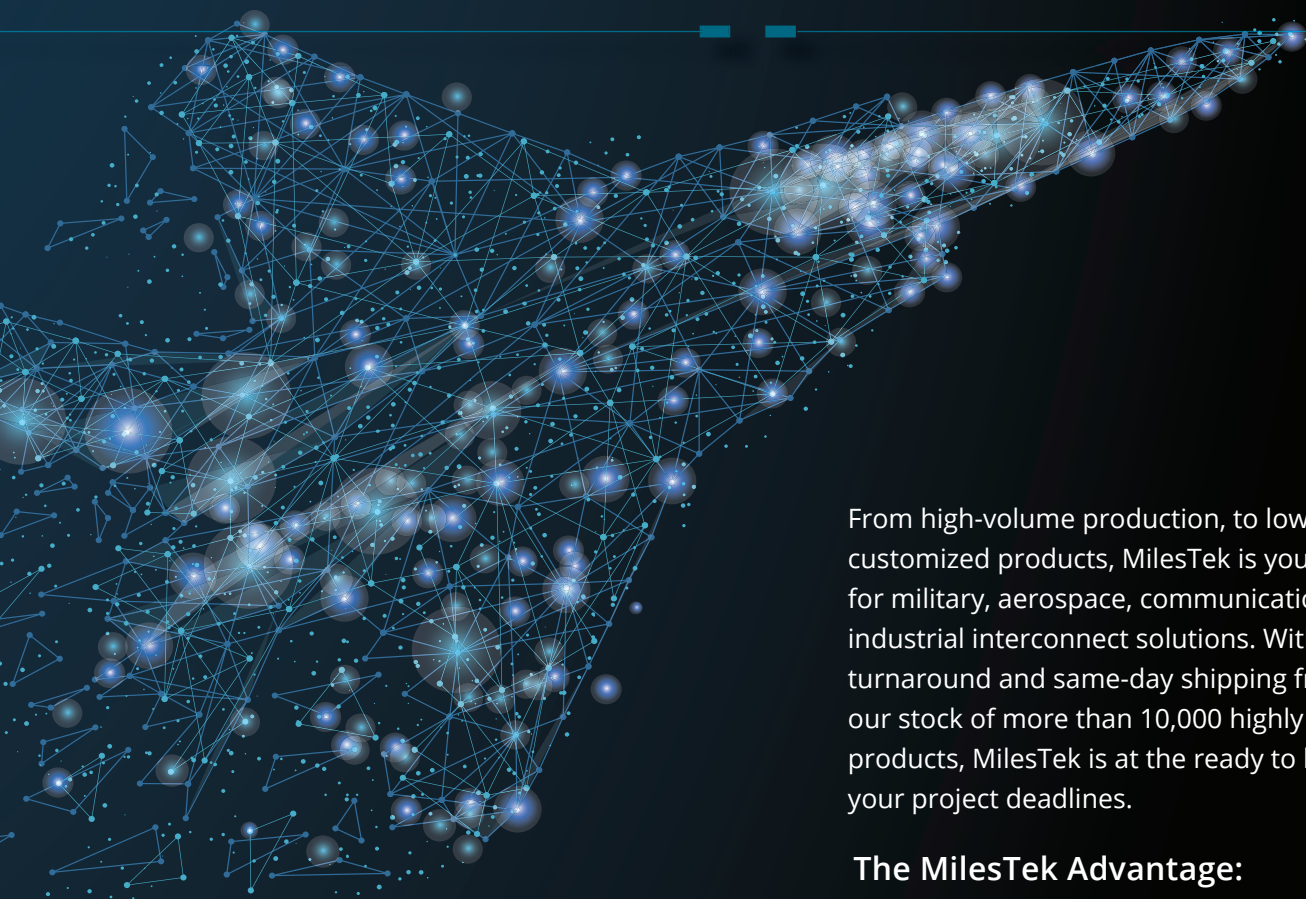 From high-volume production, to low
customized products, MilesTek is you
for military, aerospace, communicatio
industrial interconnect solutions. Wit
turnaround and same-day shipping fr
our stock of more than 10,000 highly
products, MilesTek is at the ready to
your project deadlines.
The MilesTek Advantage: